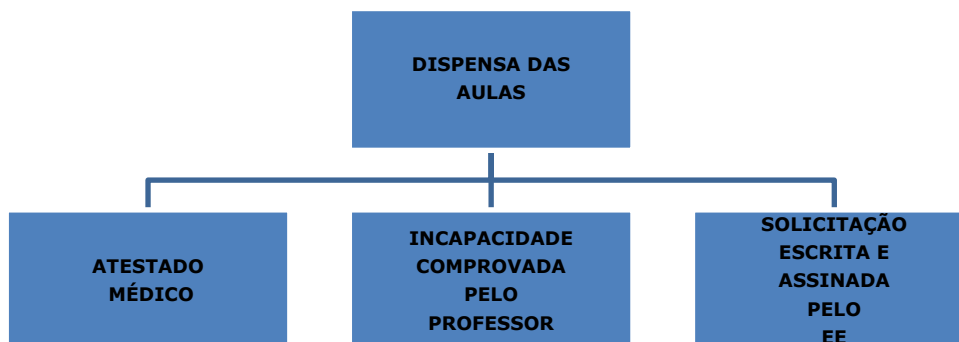 DISPENSA DAS
AULAS
ATESTADO
MÉDICO
INCAPACIDADE
COMPROVADA
PELO
PROFESSOR
SOLICITAÇÃO
ESCRITA E
ASSINADA
PELO
EE